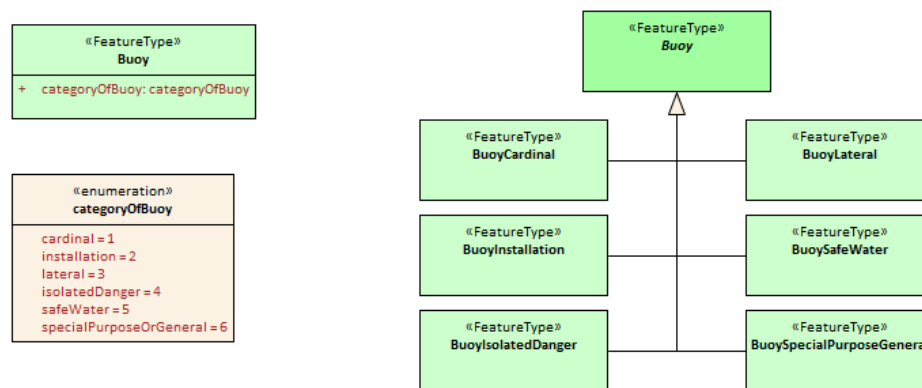 «FeatureType»
Buoy
+ categoryOfBuoy: categoryOfBuoy
«enumeration»
categoryOfBuoy
cardinal = 1
installation = 2
lateral = 3
isolatedDanger = 4
safeWater = 5
specialPurposeOrGeneral = 6
«FeatureType»
Buoy
«FeatureType»
BuoyCardinal
«FeatureType»
BuoyLateral
«FeatureType»
BuoyInstallation
«FeatureType»
BuoySafeWater
«FeatureType»
BuoyIsolatedDanger
«FeatureType»
BuoySpecialPurposeGenera